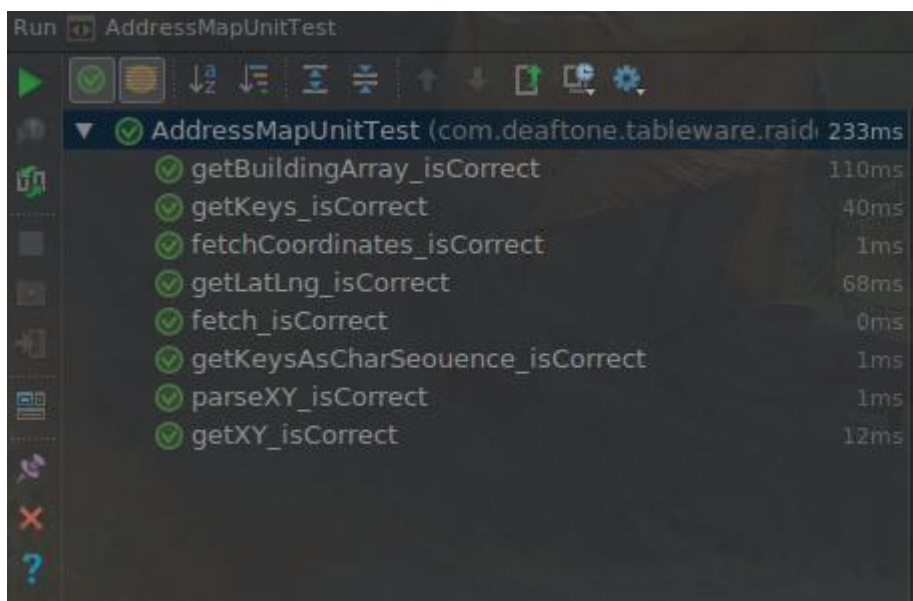 Run AddressMapUnitTest
AddressMapUnitTest (com.deaftone.tableware.raid 233ms
getBuildingArray_isCorrect 110ms
getKeys_isCorrect 40ms
fetchCoordinates_isCorrect 1ms
getLatLng_isCorrect 68ms
fetch_isCorrect 0ms
getKeysAsCharSeouence_isCorrect 1ms
parseXY_isCorrect 1ms
getXY_isCorrect 12ms